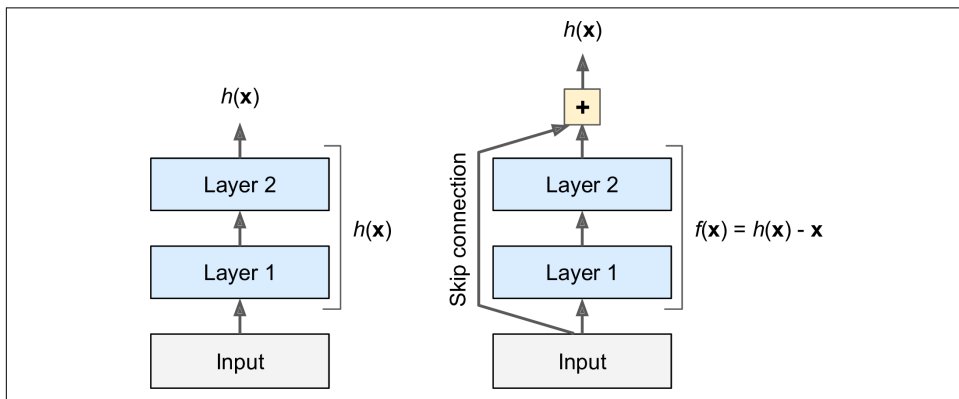 h(x)
Layer 2
Layer 1
Input
h(x)
h(x)
+
Skip connection
Layer 2
Layer 1
Input
f(x) = h(x) - x